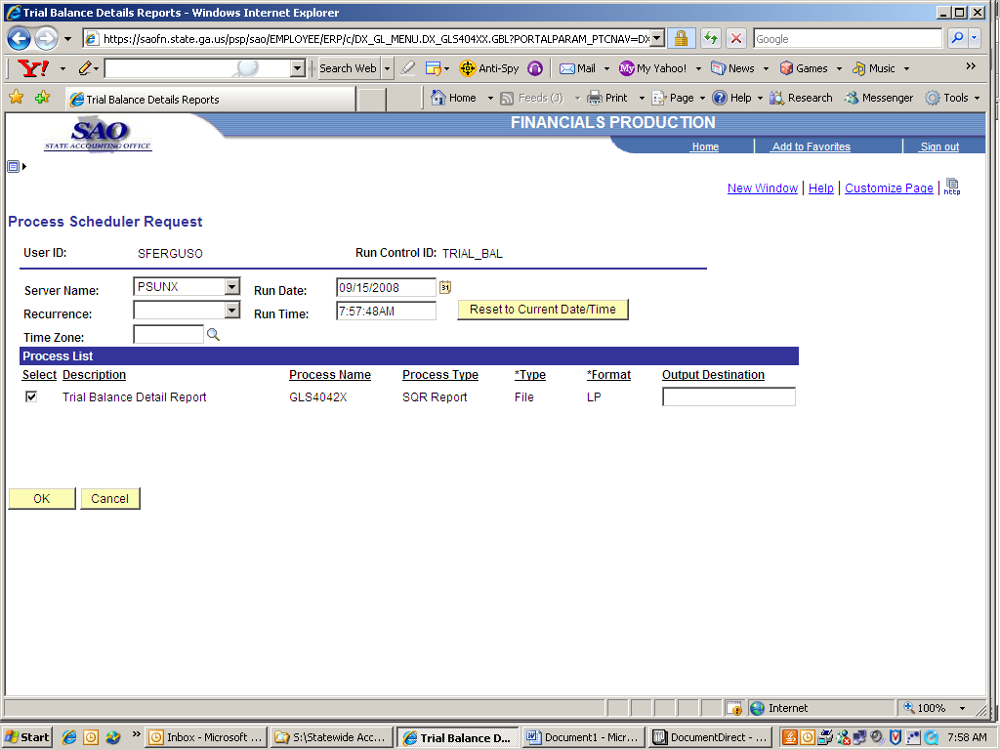 Trial Balance Details Reports - Windows Internet Explorer
https://saofn.state.ga.us/psp/sao/EMPLOYEE/ERP/c/DX_GL_MENU.DX_GLS404XX.GBL?PORTALPARAM_PTCNAV=DX
Google
Y! Search Web Anti-Spy Mail My Yahoo! News Games Music »
Trial Balance Details Reports
Home Feeds (J) Print Page Help Research Messenger Tools
SAO
STATE ACCOUNTING OFFICE
FINANCIALS PRODUCTION
Home Add to Favorites Sign out
New Window Help Customize Page http
Process Scheduler Request
User ID: SFERGUSO Run Control ID: TRIAL_BAL
Server Name: PSUNX Run Date: 09/15/2008 31
Recurrence: Run Time: 7:57:48AM Reset to Current Date/Time
Time Zone:
Process List
Select Description Process Name Process Type *Type *Format Output Destination
Trial Balance Detail Report GLS4042X SQR Report File LP
OK Cancel
Internet 100%
Start » Inbox - Microsoft ... S:\Statewide Acc... Trial Balance D... Document1 - Micr... DocumentDirect - ... 7:58 AM